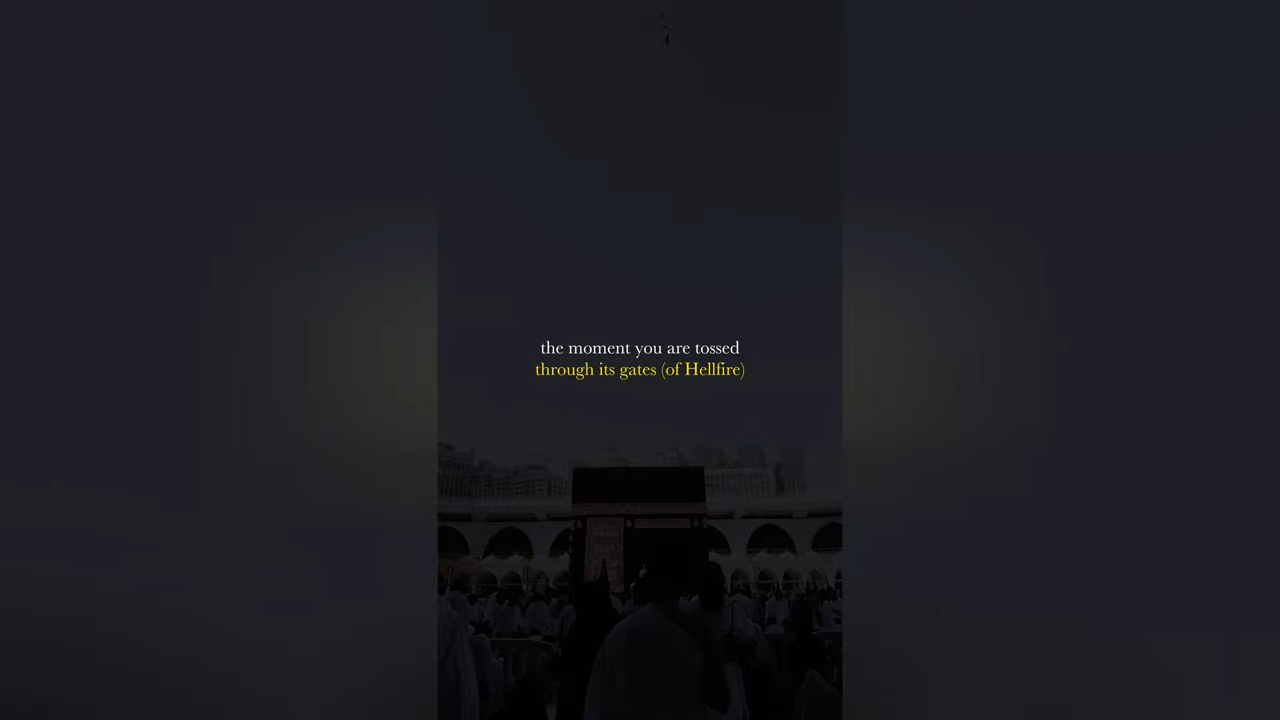 the moment you are tossed
through its gates (of Hellfire)